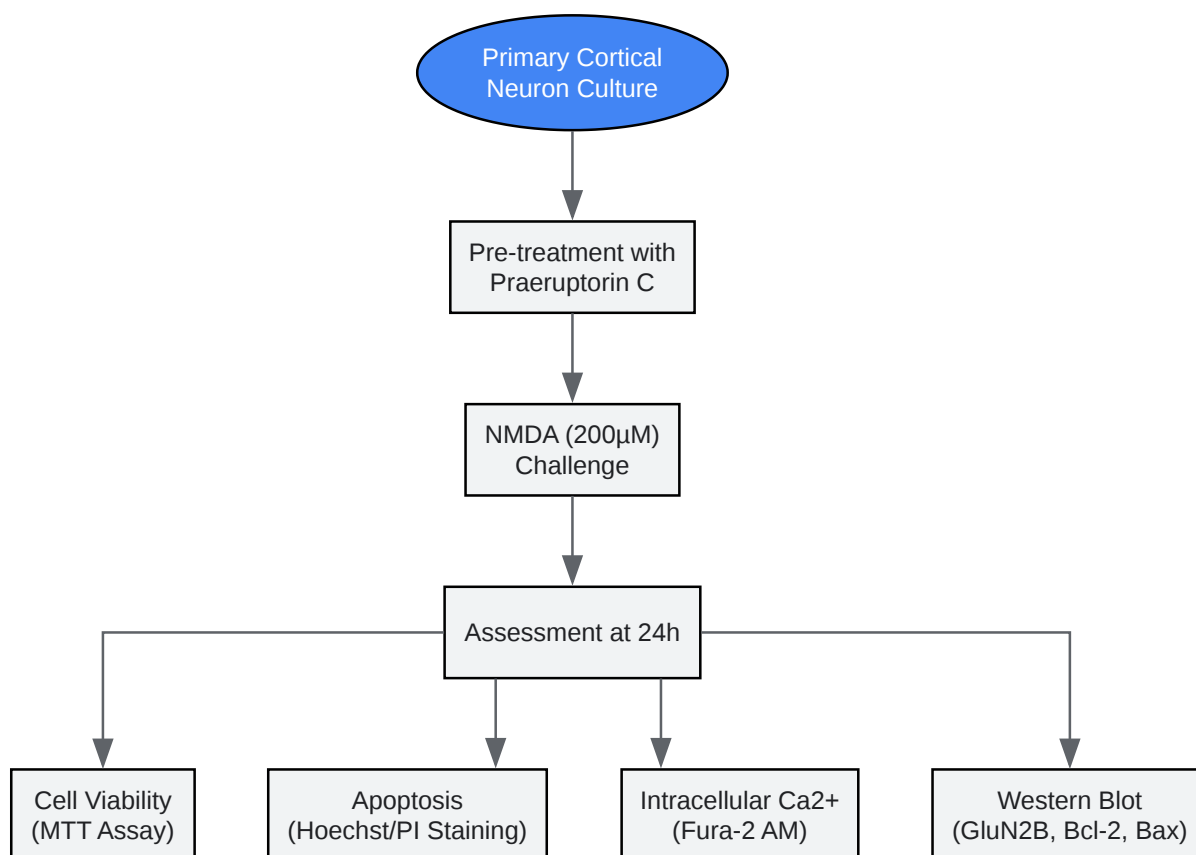 Primary Cortical
Neuron Culture
Pre-treatment with
Praeruptorin C
NMDA (200µM)
Challenge
Assessment at 24h
Cell Viability
(MTT Assay)
Apoptosis
(Hoechst/PI Staining)
Intracellular Ca2+
(Fura-2 AM)
Western Blot
(GluN2B, Bcl-2, Bax)